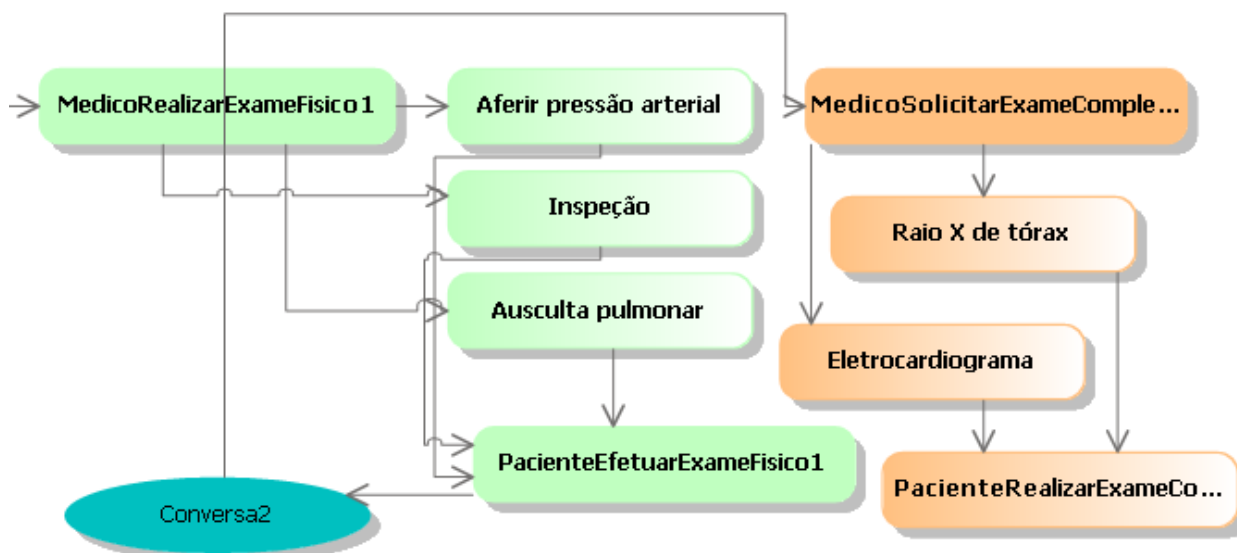 MedicoRealizarExameFisico1
Aferir pressão arterial
MedicoSolicitarExameComple...
Inspeção
Raio X de tórax
Ausculta pulmonar
Eletrocardiograma
PacienteEfetuarExameFisico1
PacienteRealizarExameCo...
Conversa2